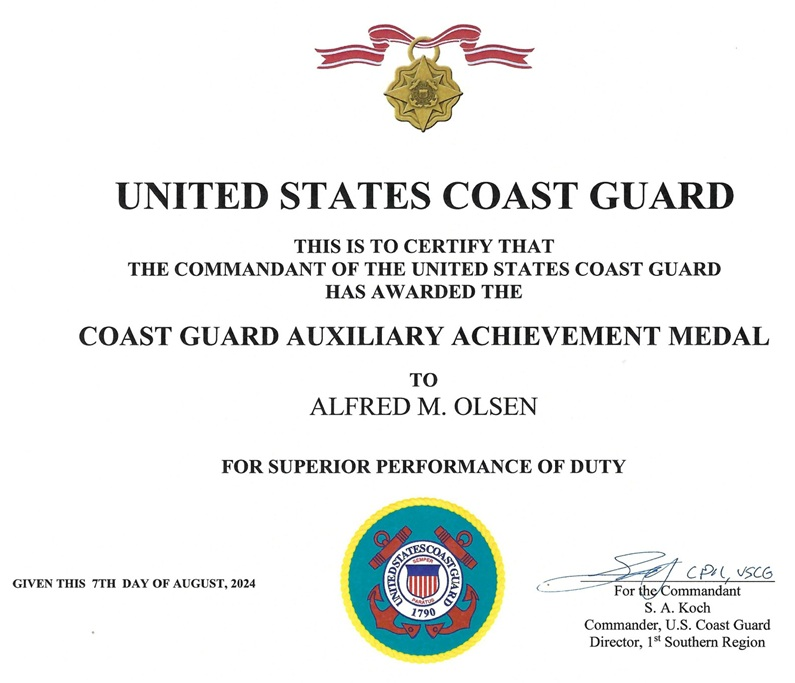 UNITED STATES COAST GUARD
THIS IS TO CERTIFY THAT
THE COMMANDANT OF THE UNITED STATES COAST GUARD
HAS AWARDED THE
COAST GUARD AUXILIARY ACHIEVEMENT MEDAL
TO
ALFRED M. OLSEN
FOR SUPERIOR PERFORMANCE OF DUTY
UNITED STATES COAST GUARD
SEMPER
PARATUS
1790
GIVEN THIS 7TH DAY OF AUGUST, 2024
USCG
For the Commandant
S. A. Koch
Commander, U.S. Coast Guard
Director, 1st Southern Region